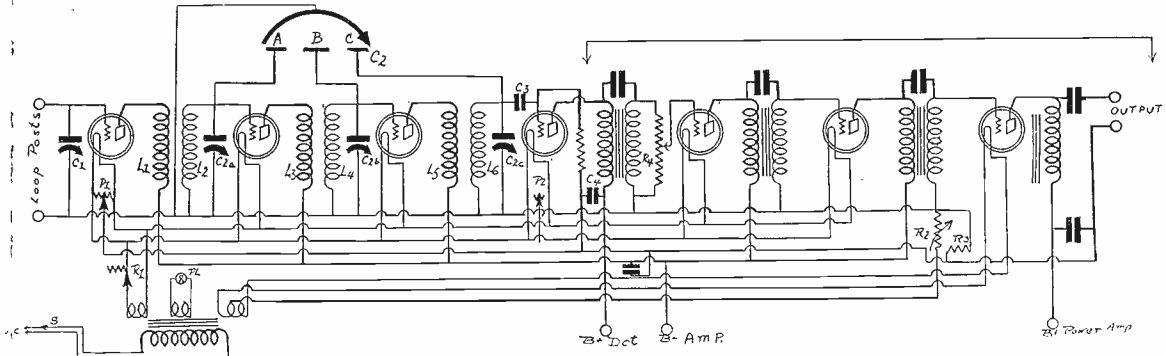 A B C
C2
C3
Loop Posts
C1
L1
L2
C2a
L3
L4
C2b
L5
L6
C2c
R4
OUTPUT
P1
P2
C4
R2
R3
R1
PL
S
B+ Det
B- AMP.
B+ Power Amp